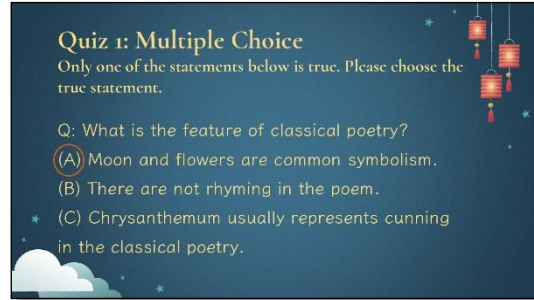 Quiz 1: Multiple Choice
Only one of the statements below is true. Please choose the
true statement.
Q: What is the feature of classical poetry?
(A) Moon and flowers are common symbolism.
(B) There are not rhyming in the poem.
(C) Chrysanthemum usually represents cunning
in the classical poetry.